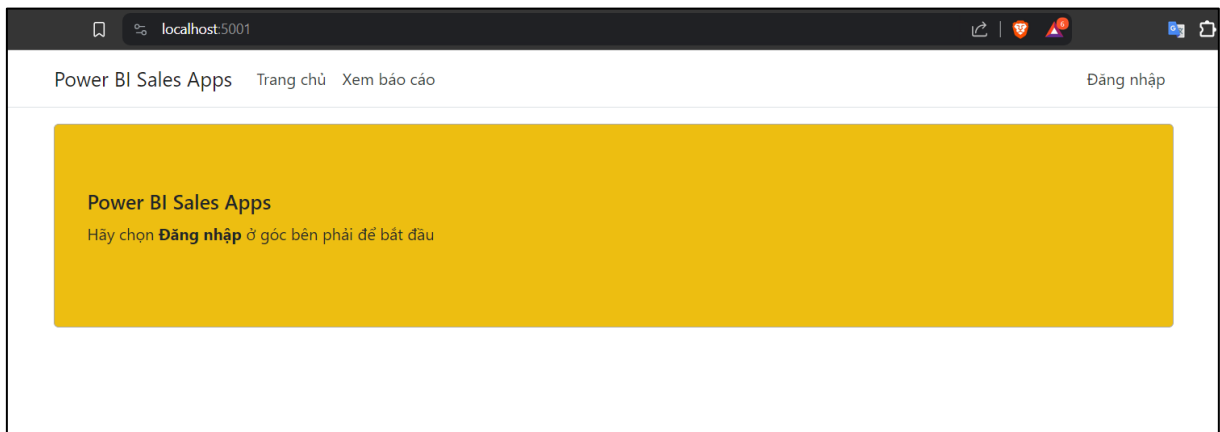 localhost:5001
6
Power BI Sales Apps Trang chủ Xem báo cáo Đăng nhập
Power BI Sales Apps
Hãy chọn Đăng nhập ở góc bên phải để bắt đầu